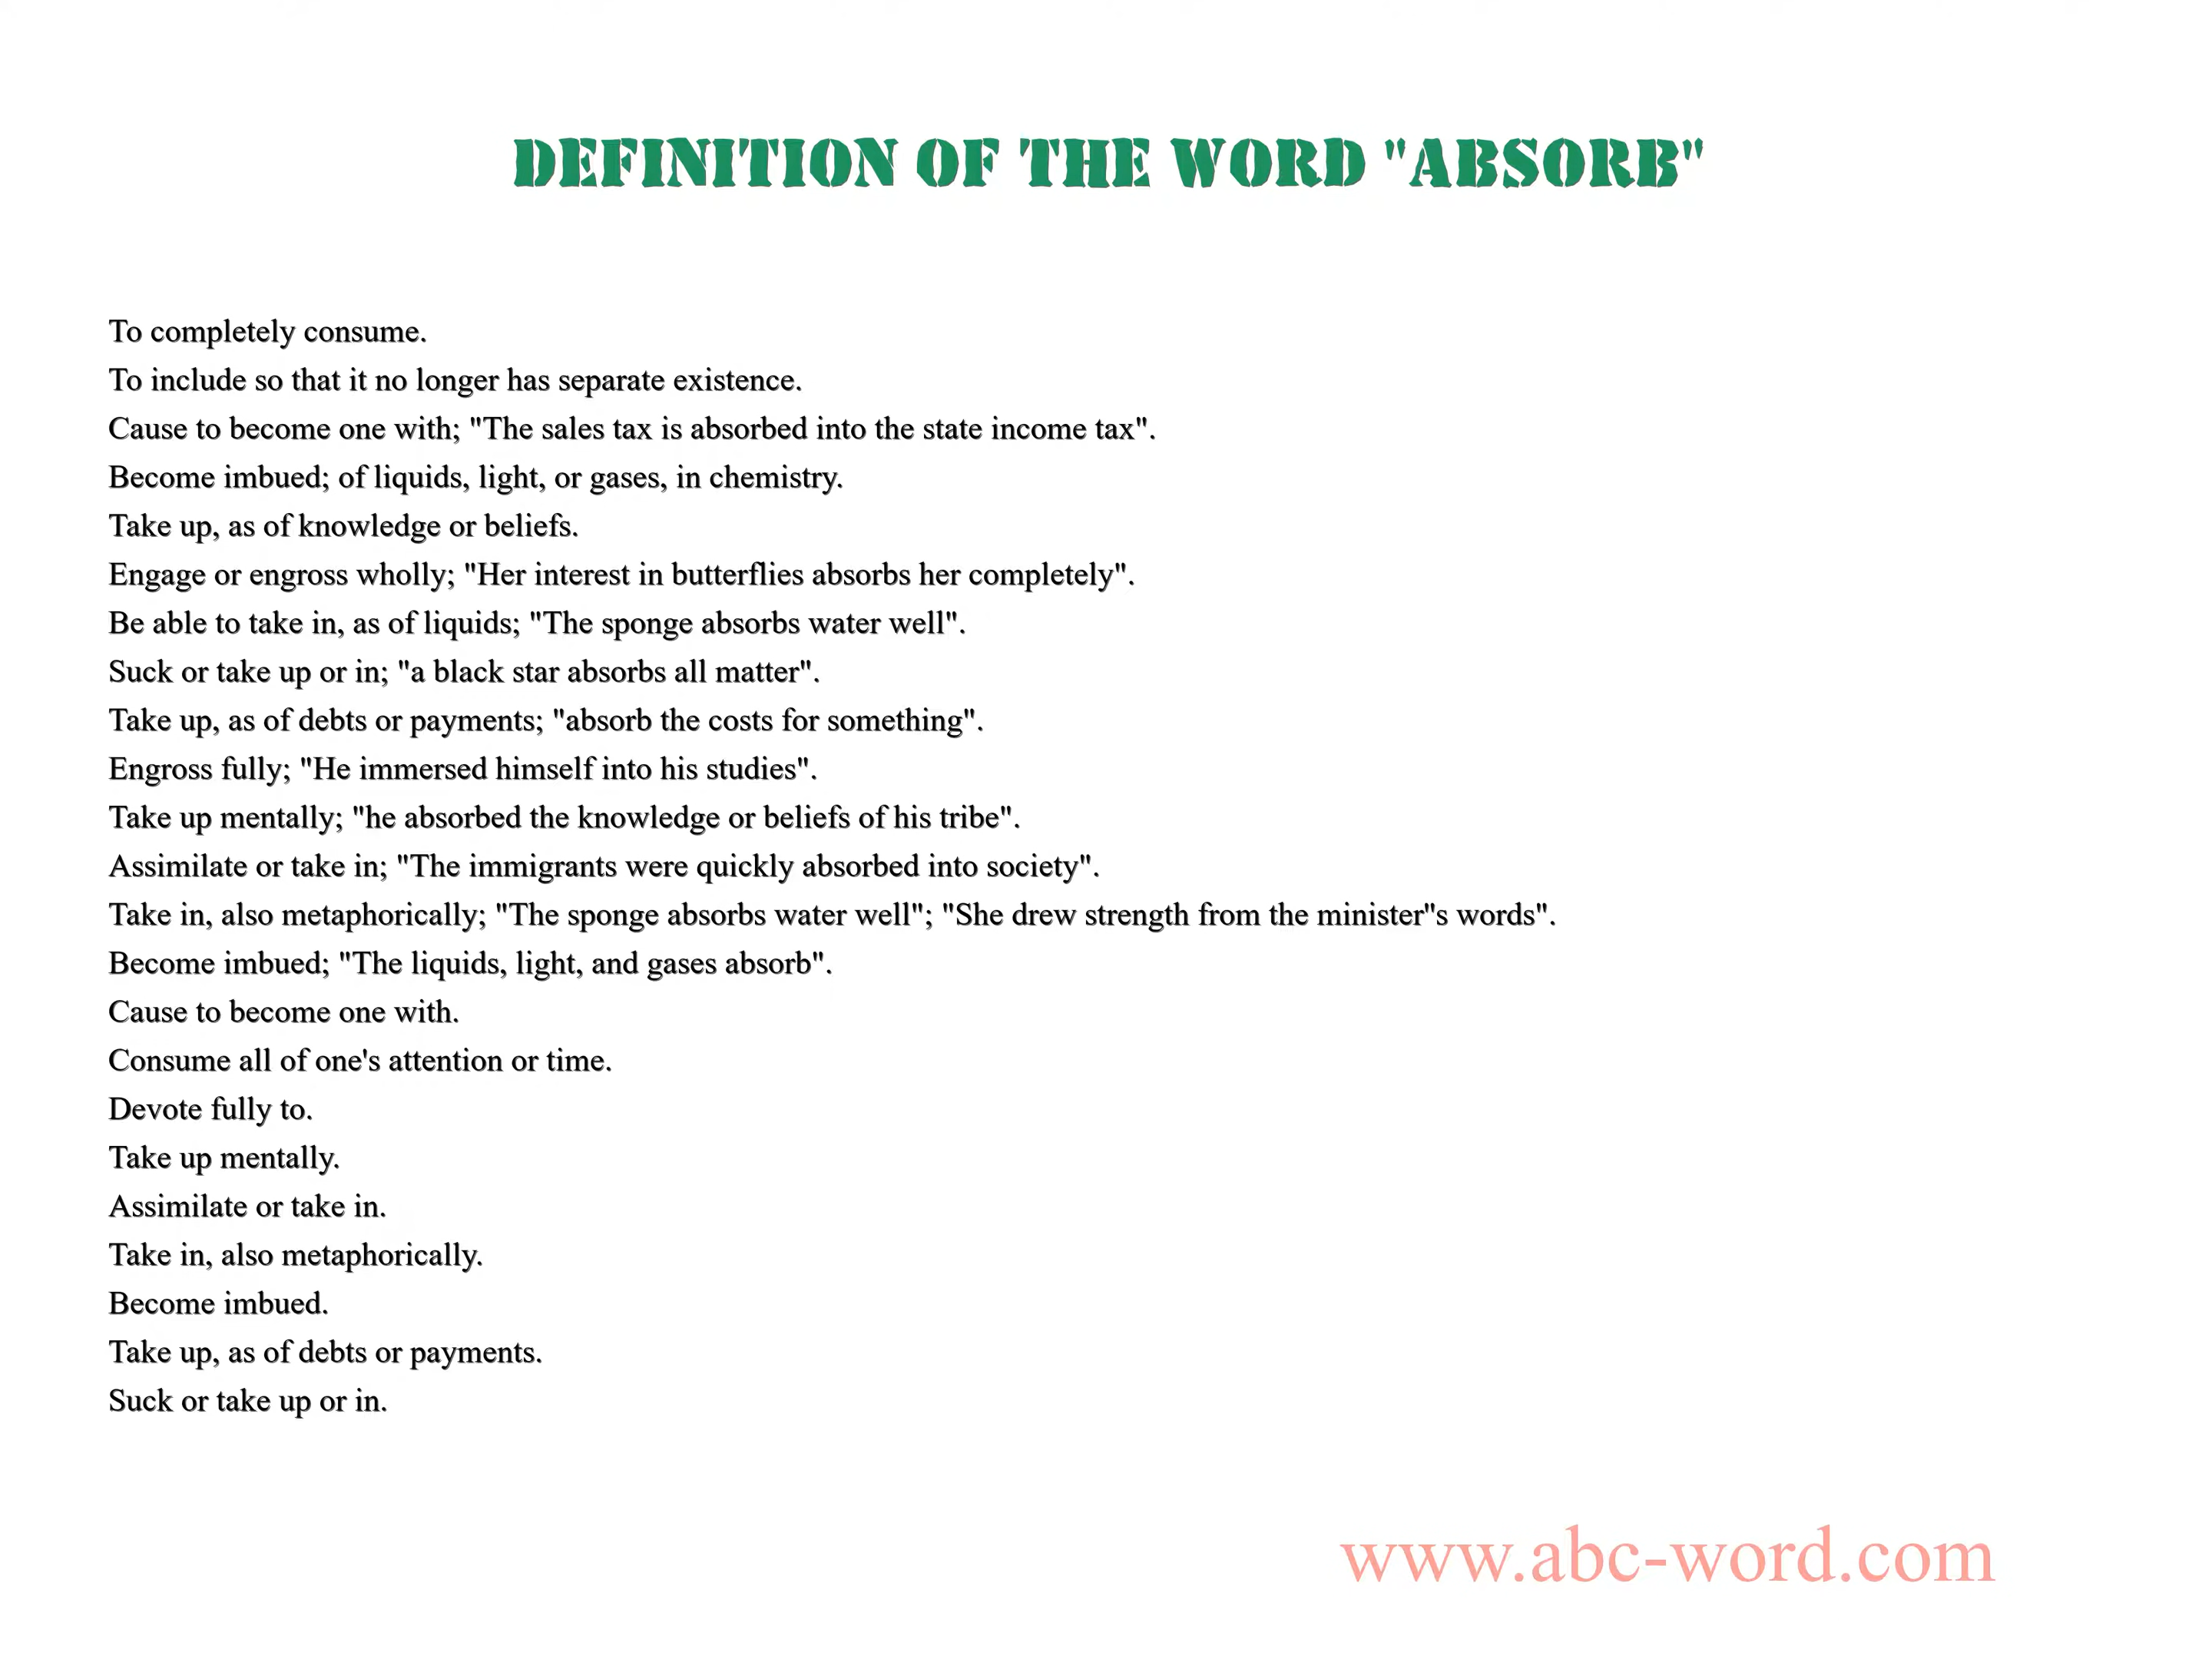 DEFINITION OF THE WORD "ABSORB"
To completely consume.
To include so that it no longer has separate existence.
Cause to become one with; "The sales tax is absorbed into the state income tax".
Become imbued; of liquids, light, or gases, in chemistry.
Take up, as of knowledge or beliefs.
Engage or engross wholly; "Her interest in butterflies absorbs her completely".
Be able to take in, as of liquids; "The sponge absorbs water well".
Suck or take up or in; "a black star absorbs all matter".
Take up, as of debts or payments; "absorb the costs for something".
Engross fully; "He immersed himself into his studies".
Take up mentally; "he absorbed the knowledge or beliefs of his tribe".
Assimilate or take in; "The immigrants were quickly absorbed into society".
Take in, also metaphorically; "The sponge absorbs water well"; "She drew strength from the minister"s words".
Become imbued; "The liquids, light, and gases absorb".
Cause to become one with.
Consume all of one's attention or time.
Devote fully to.
Take up mentally.
Assimilate or take in.
Take in, also metaphorically.
Become imbued.
Take up, as of debts or payments.
Suck or take up or in.
www.abc-word.com